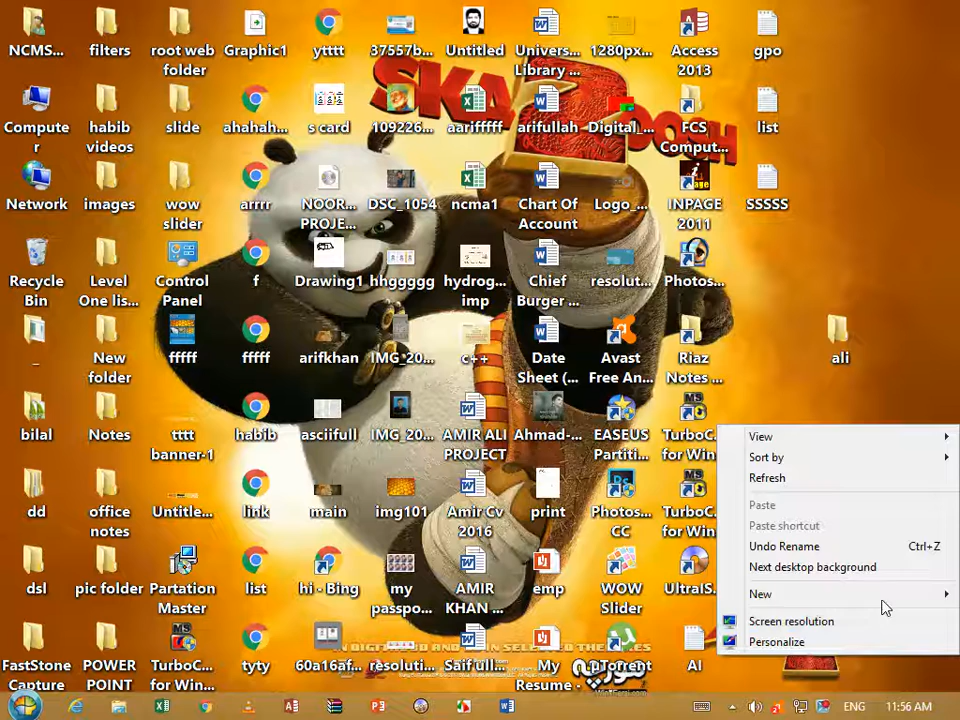 NCMS...
filters
root web
folder
Graphic1
ytttt
37557b...
Untitled
Univers...
Library ...
1280px...
Access
2013
gpo
Compute
r
habib
videos
slide
ahahah...
s card
109226...
aarifffff
arifullah
Digital_...
FCS
Comput...
list
Network
images
wow
slider
arrrr
NOOR...
PROJE...
DSC_1054
ncma1
Chart Of
Account
Logo_...
INPAGE
2011
SSSSS
Recycle
Bin
Level
One lis...
Control
Panel
f
Drawing1
hhggggg
hydrog...
imp
Chief
Burger ...
resolut...
Photos...
_
New
folder
fffff
fffff
arifkhan
IMG_20...
c++
Date
Sheet (...
Avast
Free An...
Riaz
Notes ...
ali
bilal
Notes
tttt
banner-1
habib
asciifull
IMG_20...
AMIR ALI
PROJECT
Ahmad-...
EASEUS
Partiti...
TurboC...
for Win...
dd
office
notes
Untitle...
link
main
img101
Amir Cv
2016
print
Photos...
CC
TurboC...
for Win...
dsl
pic folder
Partation
Master
list
hi - Bing
my
passpo...
AMIR
KHAN ...
emp
WOW
Slider
UltraIS...
FastStone
Capture
POWER
POINT
TurboC...
for Win...
tyty
60a16af...
resoluti...
Saif ull...
My
Resume -
uTorrent
AI
SKA
OOSH
View
Sort by
Refresh
Paste
Paste shortcut
Undo Rename Ctrl+Z
Next desktop background
New
Screen resolution
Personalize
ENG
11:56 AM